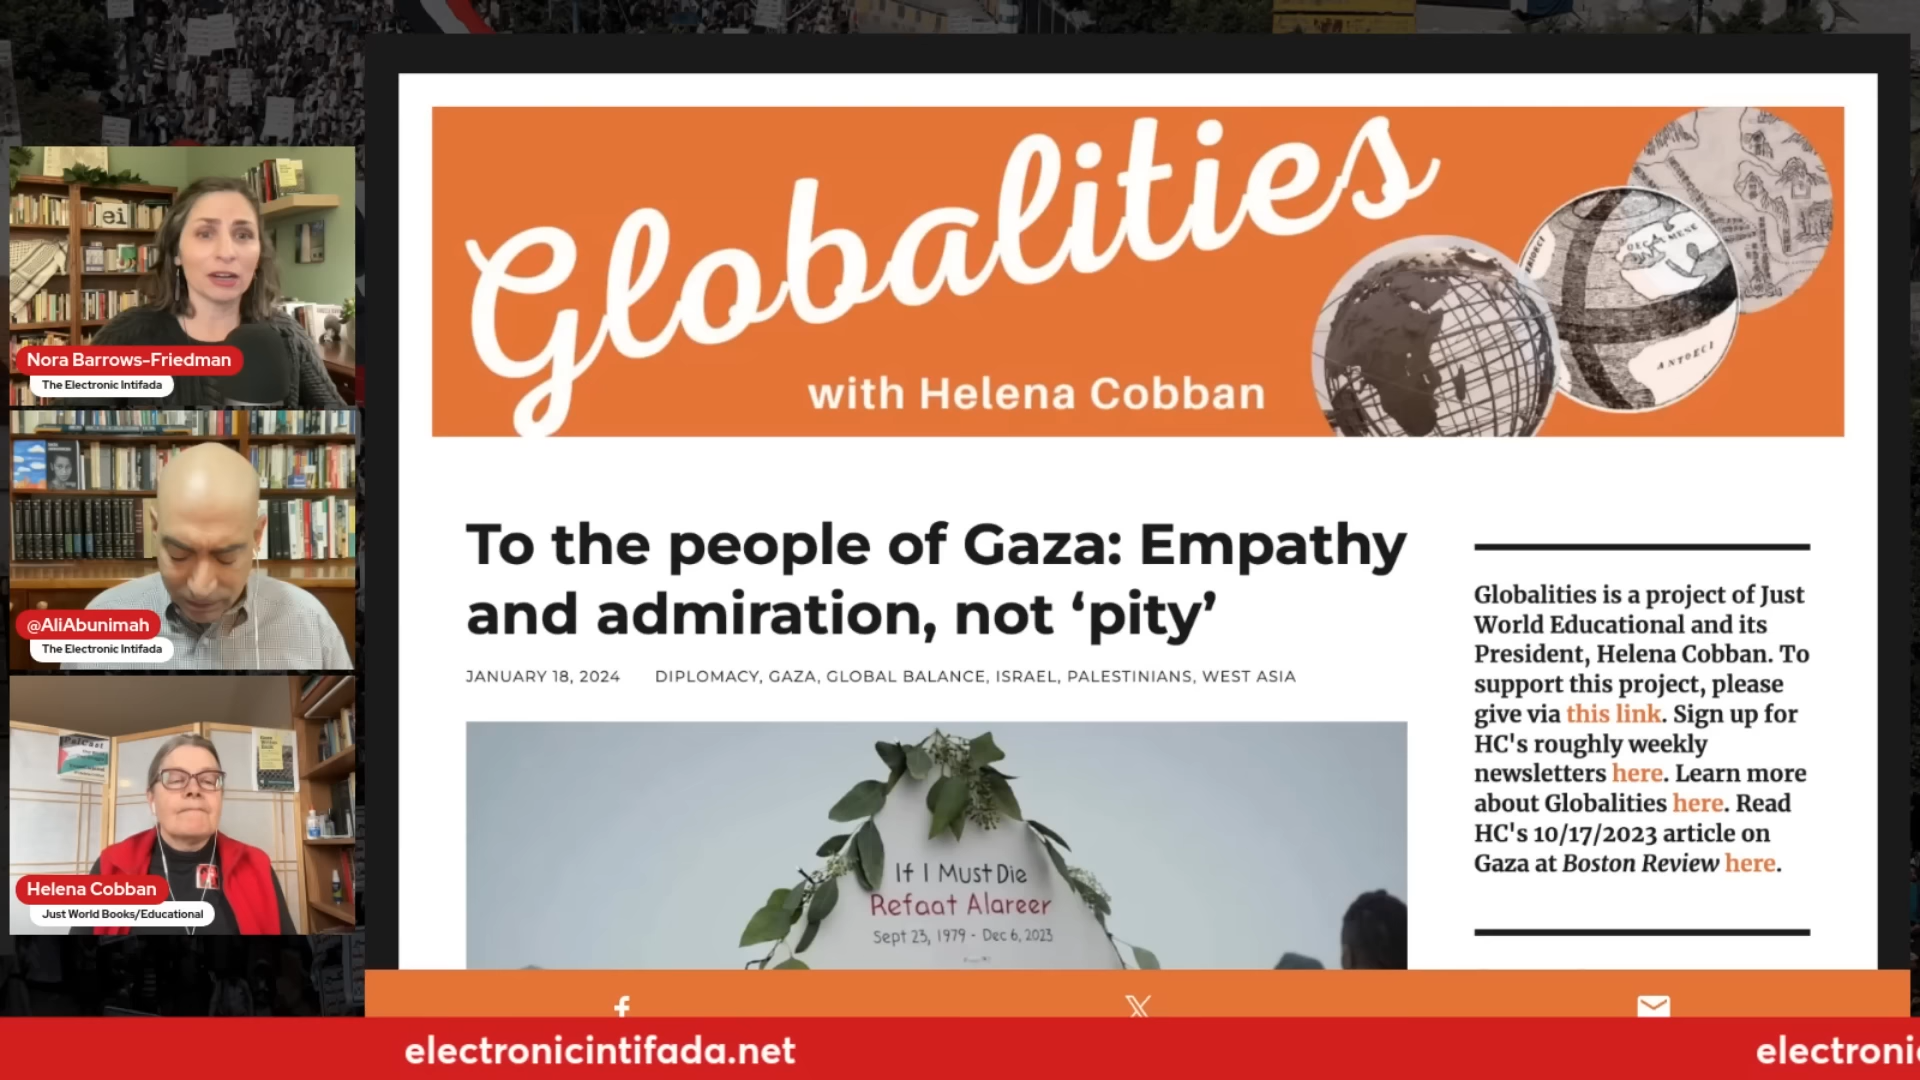 ei
Nora Barrows-Friedman
The Electronic Intifada
@AliAbunimah
The Electronic Intifada
Helena Cobban
Just World Books/Educational
Globalities
with Helena Cobban
ANTOECI
To the people of Gaza: Empathy
and admiration, not ‘pity’
JANUARY 18, 2024 DIPLOMACY, GAZA, GLOBAL BALANCE, ISRAEL, PALESTINIANS, WEST ASIA
If I Must Die
Refaat Alareer
Sept 23, 1979 - Dec 6, 2023
Globalities is a project of Just
World Educational and its
President, Helena Cobban. To
support this project, please
give via this link. Sign up for
HC's roughly weekly
newsletters here. Learn more
about Globalities here. Read
HC's 10/17/2023 article on
Gaza at Boston Review here.
electronicintifada.net